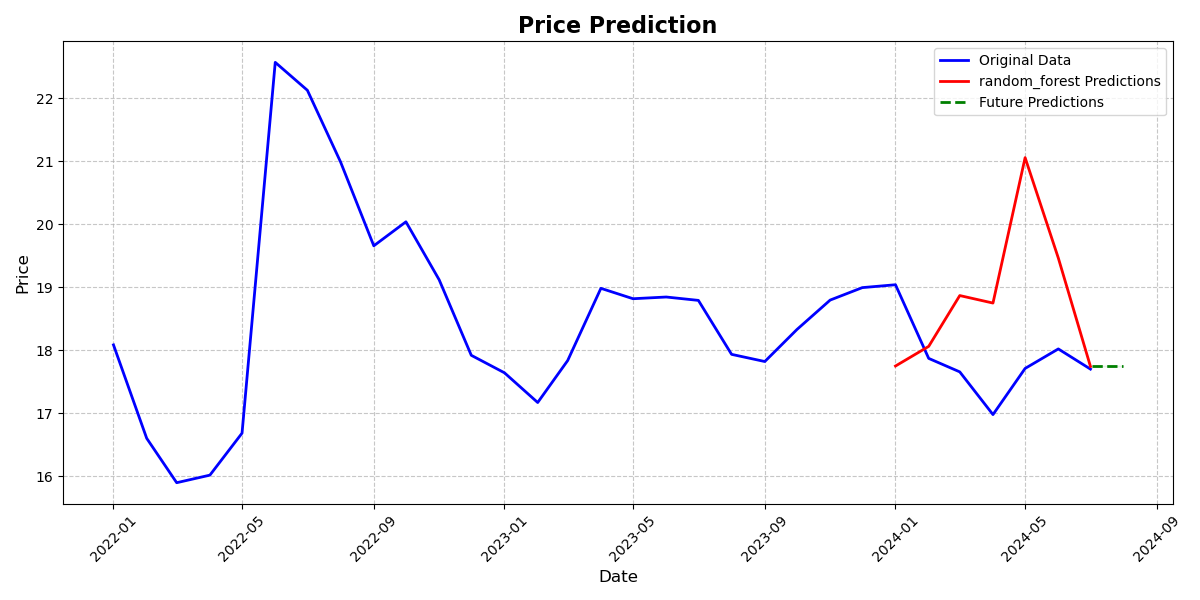 Price Prediction
Original Data
random_forest Predictions
Future Predictions
Price
22
21
20
19
18
17
16
2022-01
2022-05
2022-09
2023-01
2023-05
2023-09
2024-01
2024-05
2024-09
Date